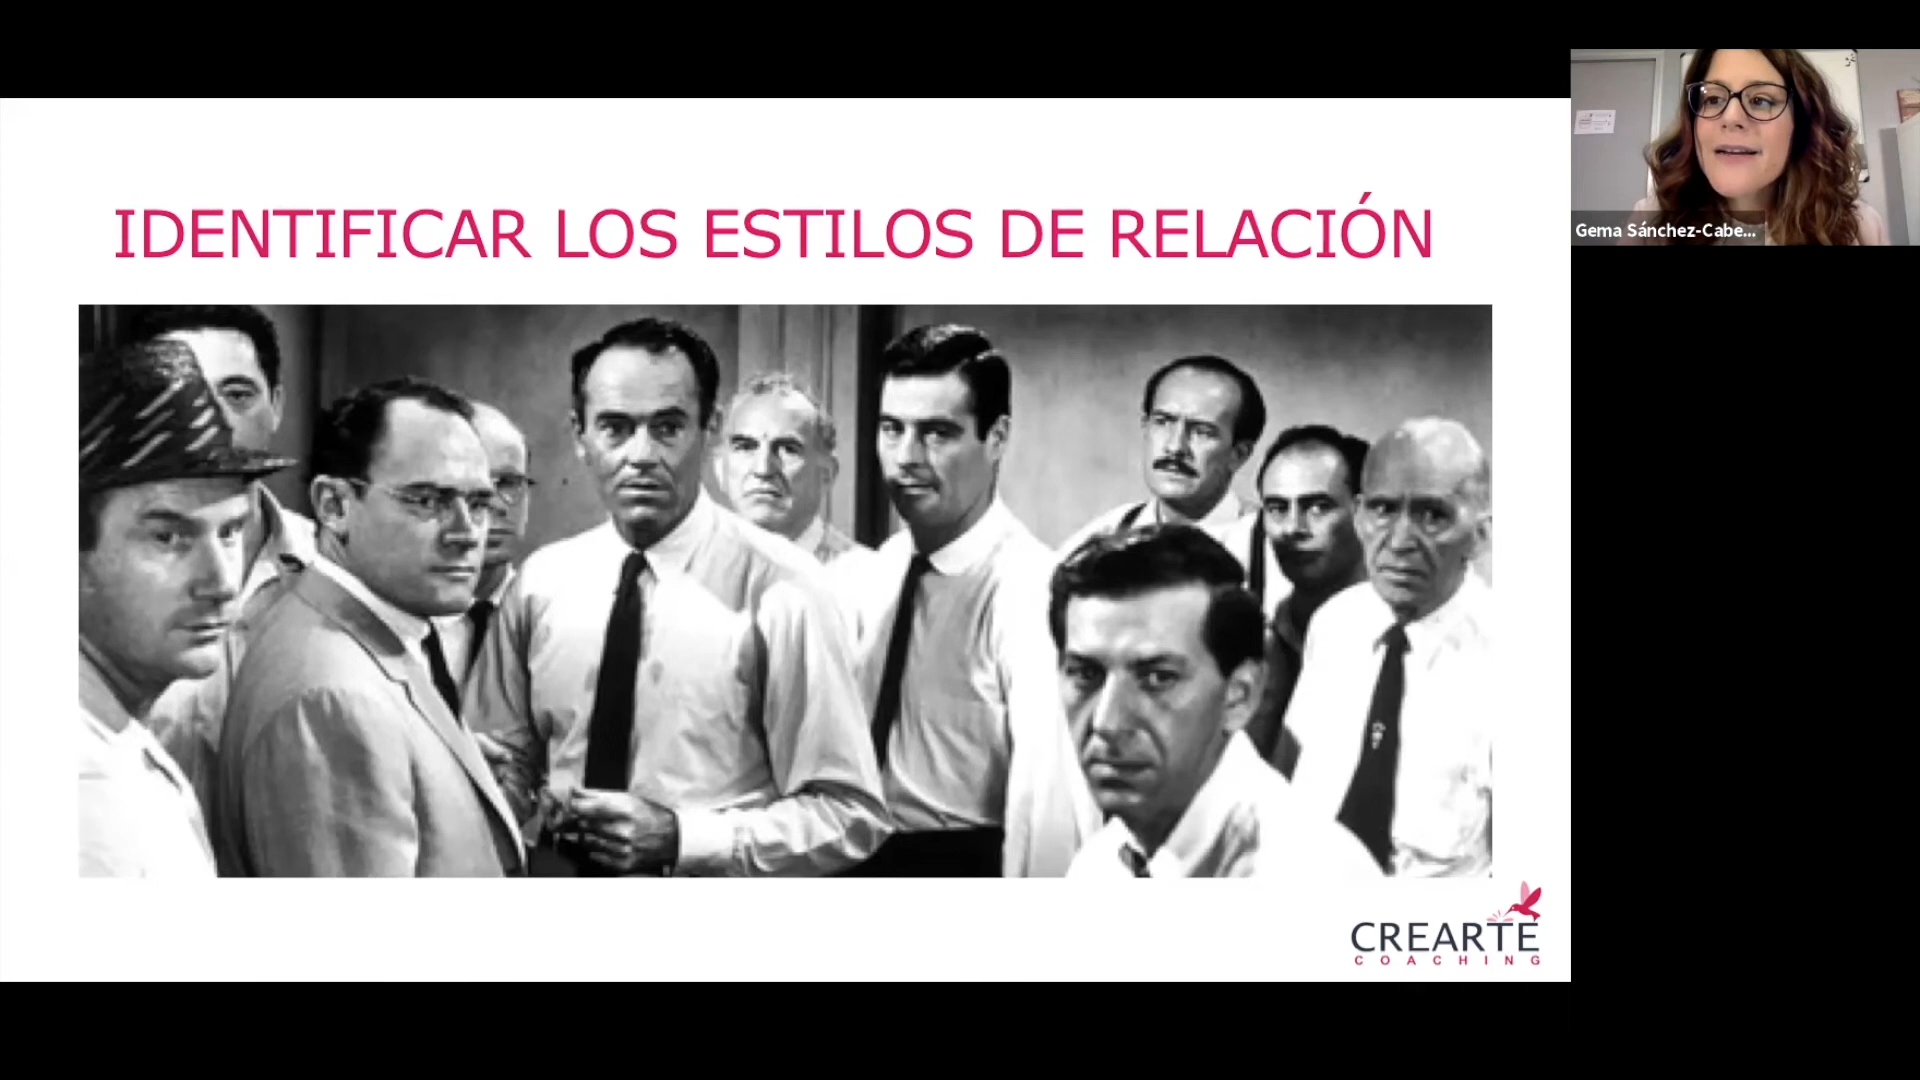 IDENTIFICAR LOS ESTILOS DE RELACIÓN
Gema Sánchez-Cabe...
CREARTE
COACHING